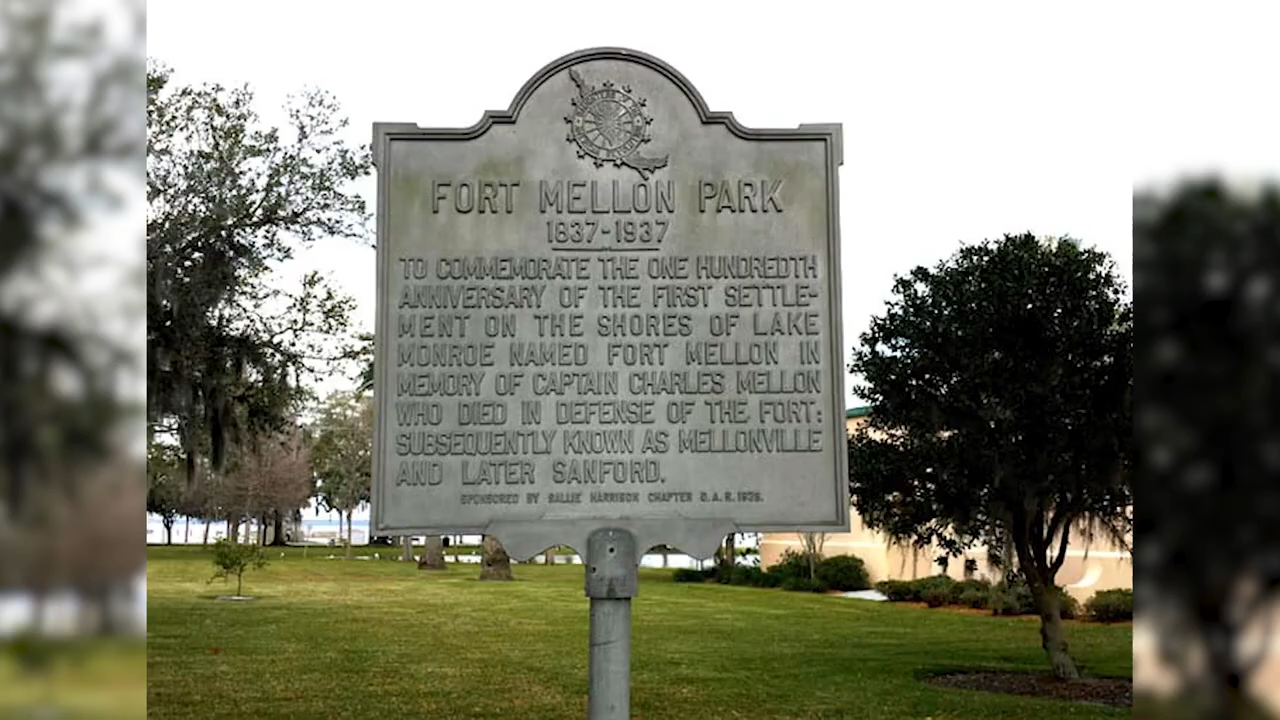 FORT MELLON PARK
1837-1937
TO COMMEMORATE THE ONE HUNDREDTH
ANNIVERSARY OF THE FIRST SETTLE-
MENT ON THE SHORES OF LAKE
MONROE NAMED FORT MELLON IN
MEMORY OF CAPTAIN CHARLES MELLON
WHO DIED IN DEFENSE OF THE FORT:
SUBSEQUENTLY KNOWN AS MELLONVILLE
AND LATER SANFORD.
SPONSORED BY SALLIE HARRISON CHAPTER D.A.R.